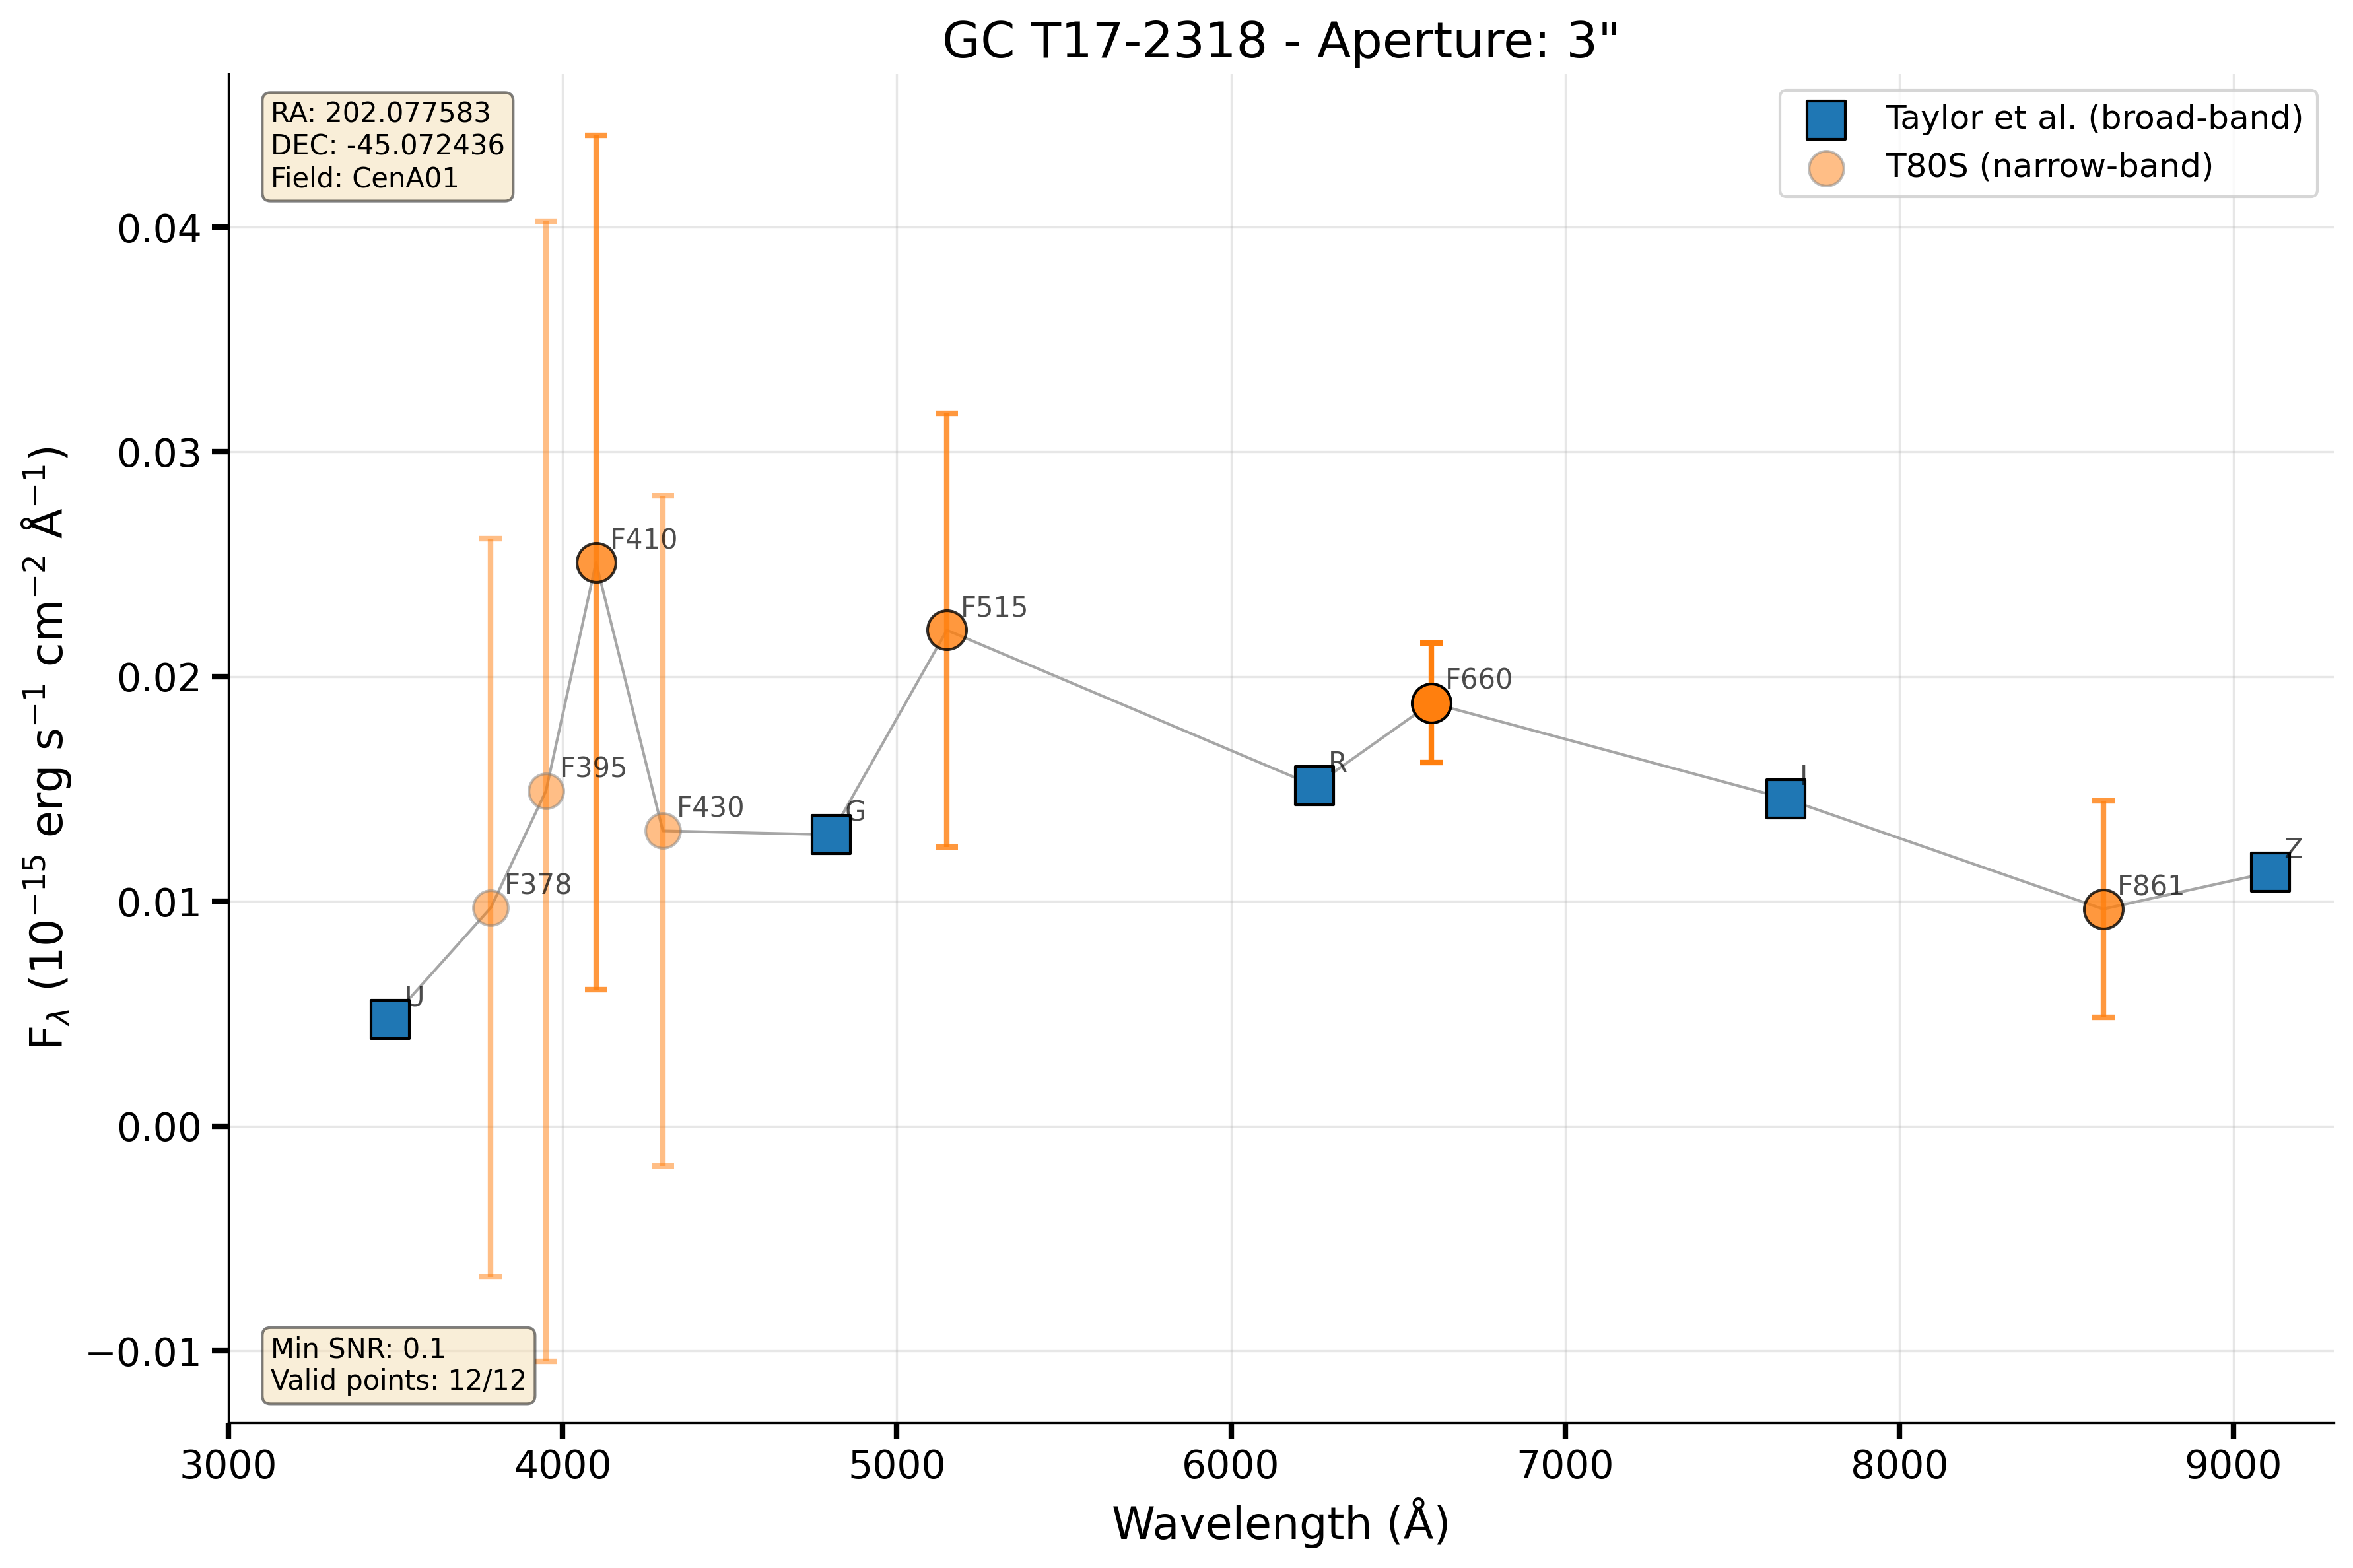 GC T17-2318 - Aperture: 3"
RA: 202.077583
DEC: -45.072436
Field: CenA01
Taylor et al. (broad-band)
T80S (narrow-band)
F_λ (10⁻¹⁵ erg s⁻¹ cm⁻² Å⁻¹)
0.04
0.03
0.02
0.01
0.00
−0.01
F410
F515
F660
F395
F430
G
R
I
Z
F378
F861
U
Min SNR: 0.1
Valid points: 12/12
3000
4000
5000
6000
7000
8000
9000
Wavelength (Å)